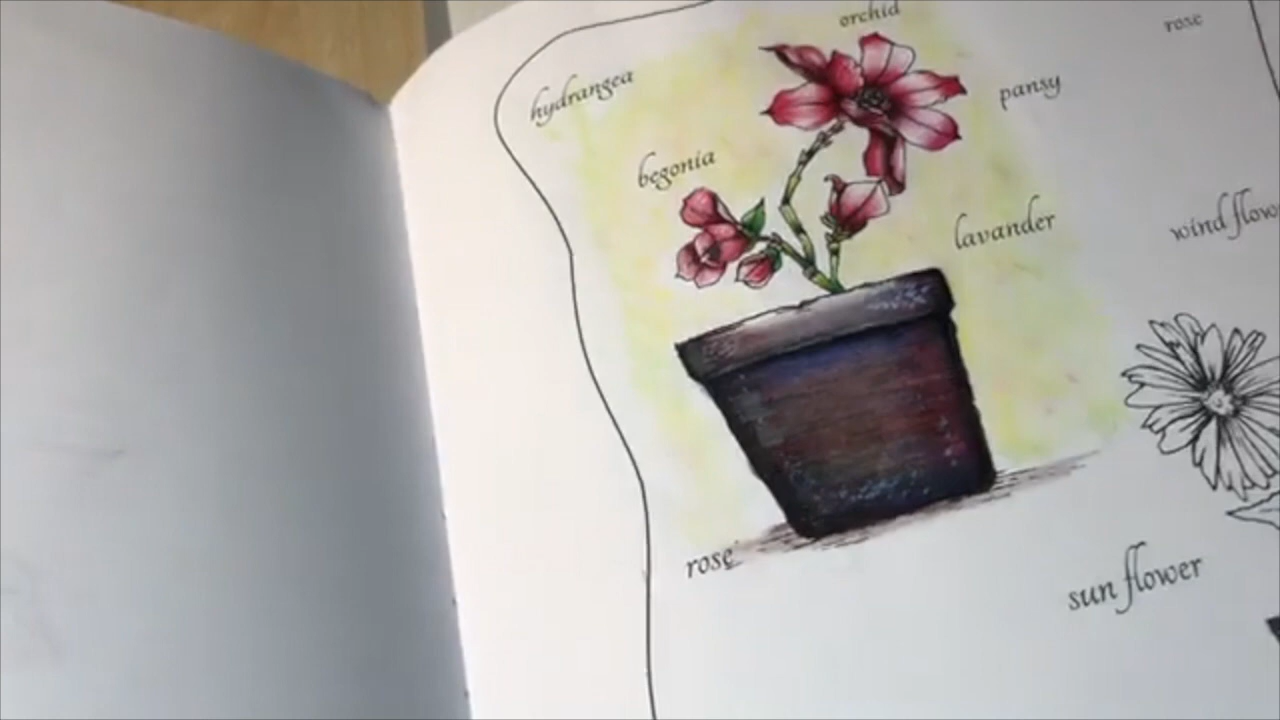 orchid
rose
hydrangea
pansy
begonia
lavander
wind flow
rose
sun flower